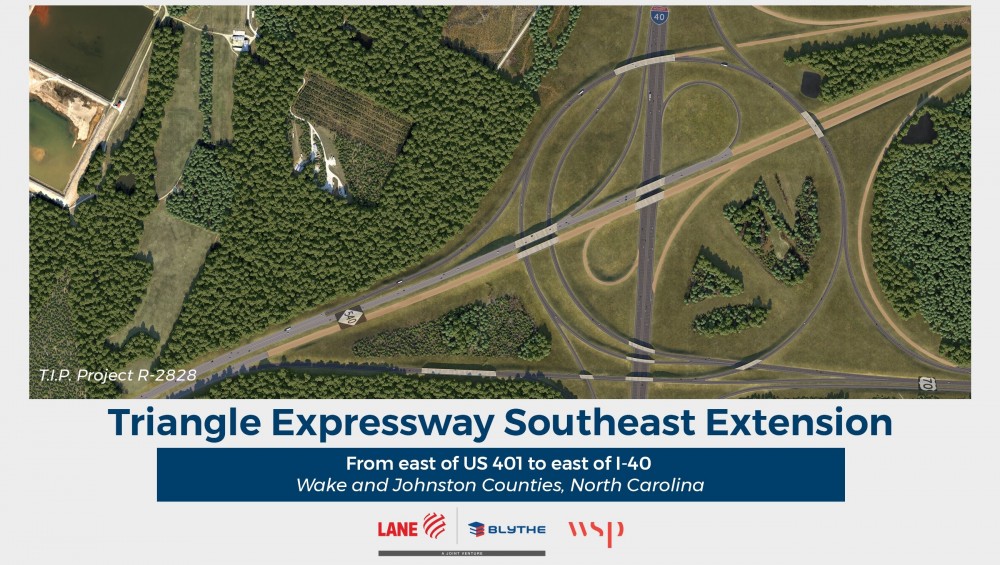 40
540
T.I.P. Project R-2828
70
Triangle Expressway Southeast Extension
From east of US 401 to east of I-40
Wake and Johnston Counties, North Carolina
LANE
BLYTHE
wsp
A JOINT VENTURE